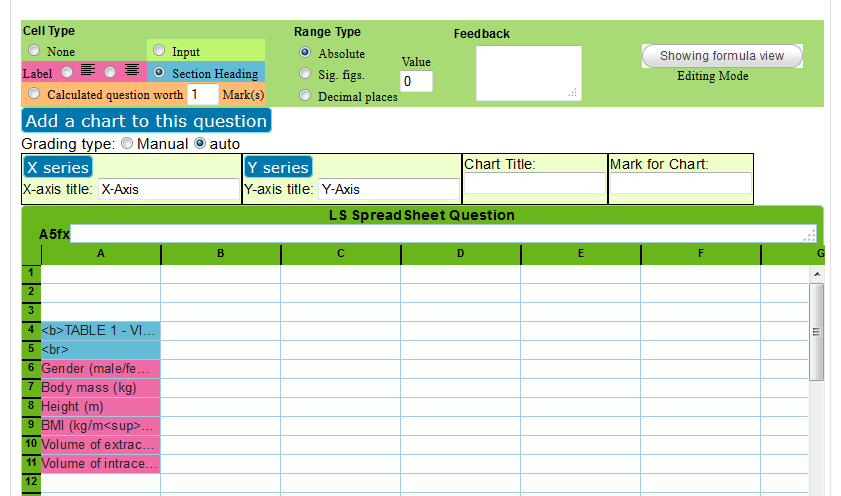 Cell Type Range Type Feedback
None Input Absolute Value Showing formula view
Label Section Heading Sig. figs. 0 Editing Mode
Calculated question worth 1 Mark(s) Decimal places
Add a chart to this question
Grading type: Manual auto
X series Y series Chart Title: Mark for Chart:
X-axis title: X-Axis Y-axis title: Y-Axis
LS SpreadSheet Question
A5fx
A B C D E F G
1
2
3
4 <b>TABLE 1 - VI...
5 <br>
6 Gender (male/fe...
7 Body mass (kg)
8 Height (m)
9 BMI (kg/m<sup>...
10 Volume of extrac...
11 Volume of intrace...
12